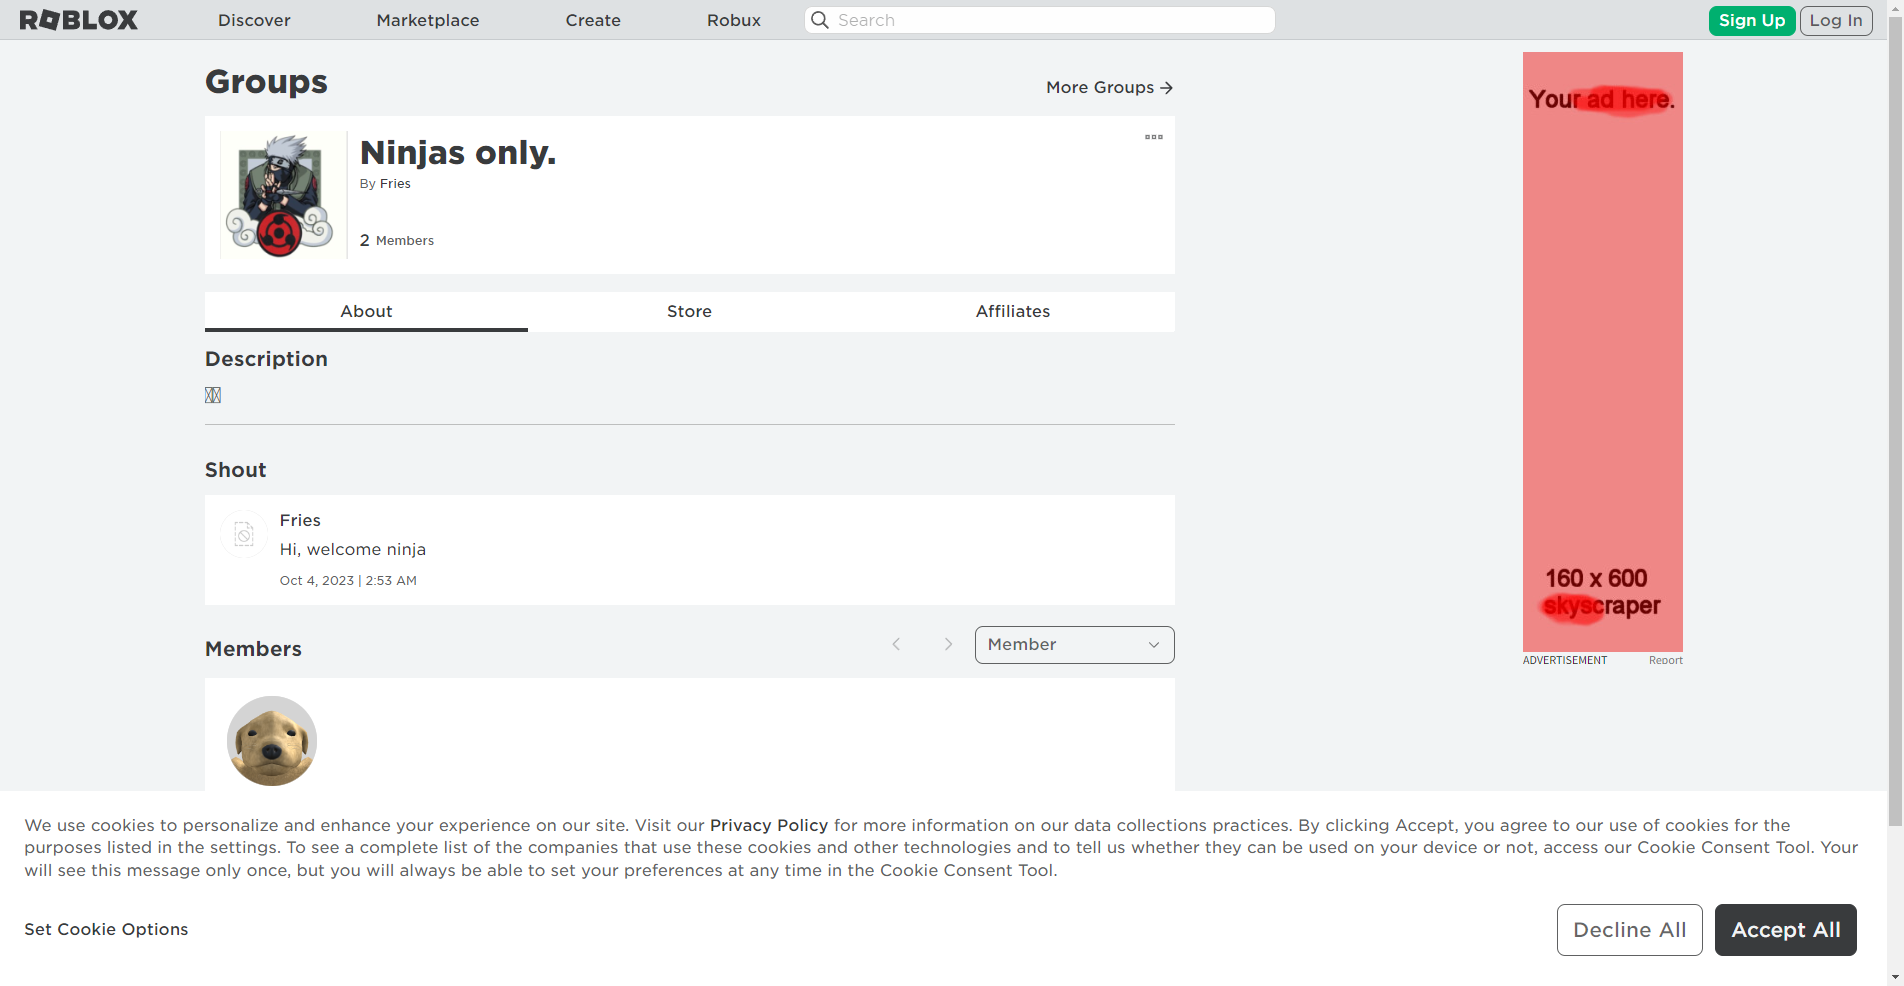 ROBLOX
Discover
Marketplace
Create
Robux
Search
Sign Up
Log In
Groups
More Groups
Ninjas only.
By Fries
2 Members
About
Store
Affiliates
Description
Shout
Fries
Hi, welcome ninja
Oct 4, 2023 | 2:53 AM
Members
Member
Your ad here.
160 x 600
skyscraper
ADVERTISEMENT
Report
We use cookies to personalize and enhance your experience on our site. Visit our Privacy Policy for more information on our data collections practices. By clicking Accept, you agree to our use of cookies for the
purposes listed in the settings. To see a complete list of the companies that use these cookies and other technologies and to tell us whether they can be used on your device or not, access our Cookie Consent Tool. Your
will see this message only once, but you will always be able to set your preferences at any time in the Cookie Consent Tool.
Set Cookie Options
Decline All
Accept All